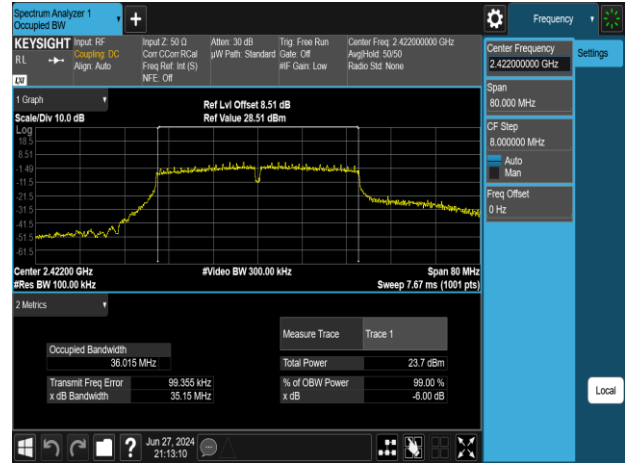 Spectrum Analyzer 1
Occupied BW
Frequency
KEYSIGHT
RL
LXI
Input: RF
Coupling: DC
Align: Auto
Input Z: 50 Ω
Corr CCorr RCal
Freq Ref: Int (S)
NFE: Off
Atten: 30 dB
µW Path: Standard
Trig: Free Run
Gate: Off
#IF Gain: Low
Center Freq: 2.422000000 GHz
Avg|Hold: 50/50
Radio Std: None
Center Frequency
2.422000000 GHz
Settings
Span
80.000 MHz
CF Step
8.000000 MHz
Auto
Man
Freq Offset
0 Hz
Local
1 Graph
Scale/Div 10.0 dB
Ref Lvl Offset 8.51 dB
Ref Value 28.51 dBm
Log
18.5
8.51
-1.49
-11.5
-21.5
-31.5
-41.5
-51.5
-61.5
Center 2.42200 GHz
#Video BW 300.00 kHz
Span 80 MHz
#Res BW 100.00 kHz
Sweep 7.67 ms (1001 pts)
2 Metrics
Measure Trace
Trace 1
Occupied Bandwidth
36.015 MHz
Total Power
23.7 dBm
Transmit Freq Error
99.355 kHz
% of OBW Power
99.00 %
x dB Bandwidth
35.15 MHz
x dB
-6.00 dB
?
Jun 27, 2024
21:13:10